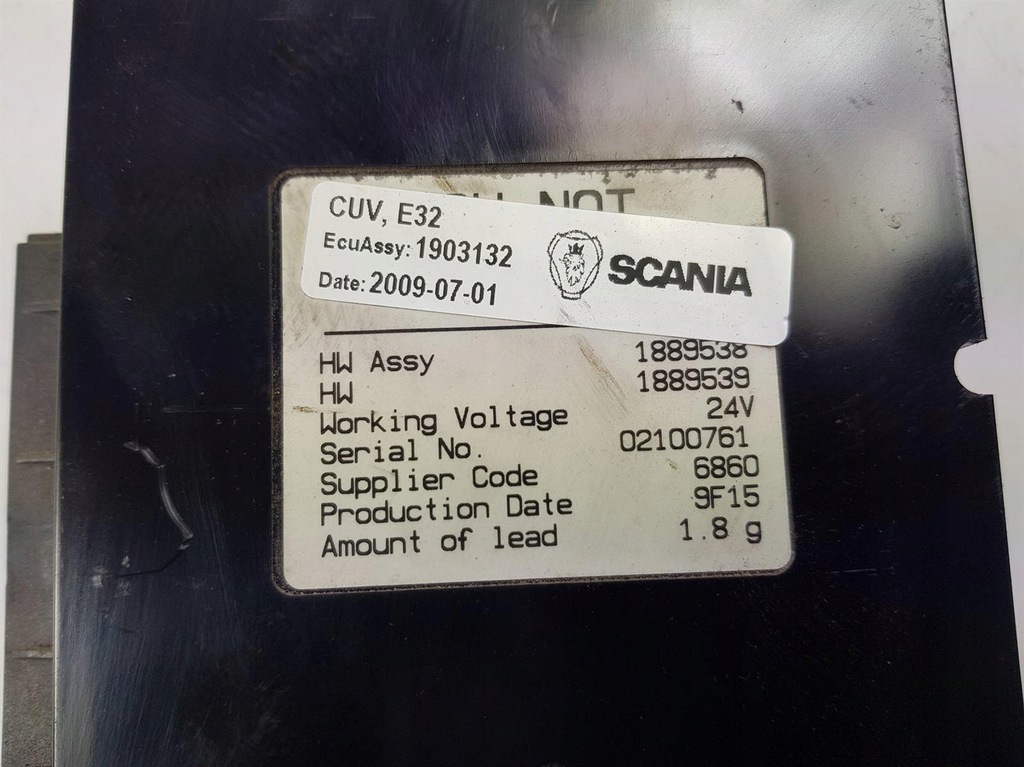 NOT
CUV, E32
EcuAssy: 1903132
Date: 2009-07-01
SCANIA
HW Assy 1889538
HW 1889539
Working Voltage 24V
Serial No. 02100761
Supplier Code 6860
Production Date 9F15
Amount of lead 1.8 g